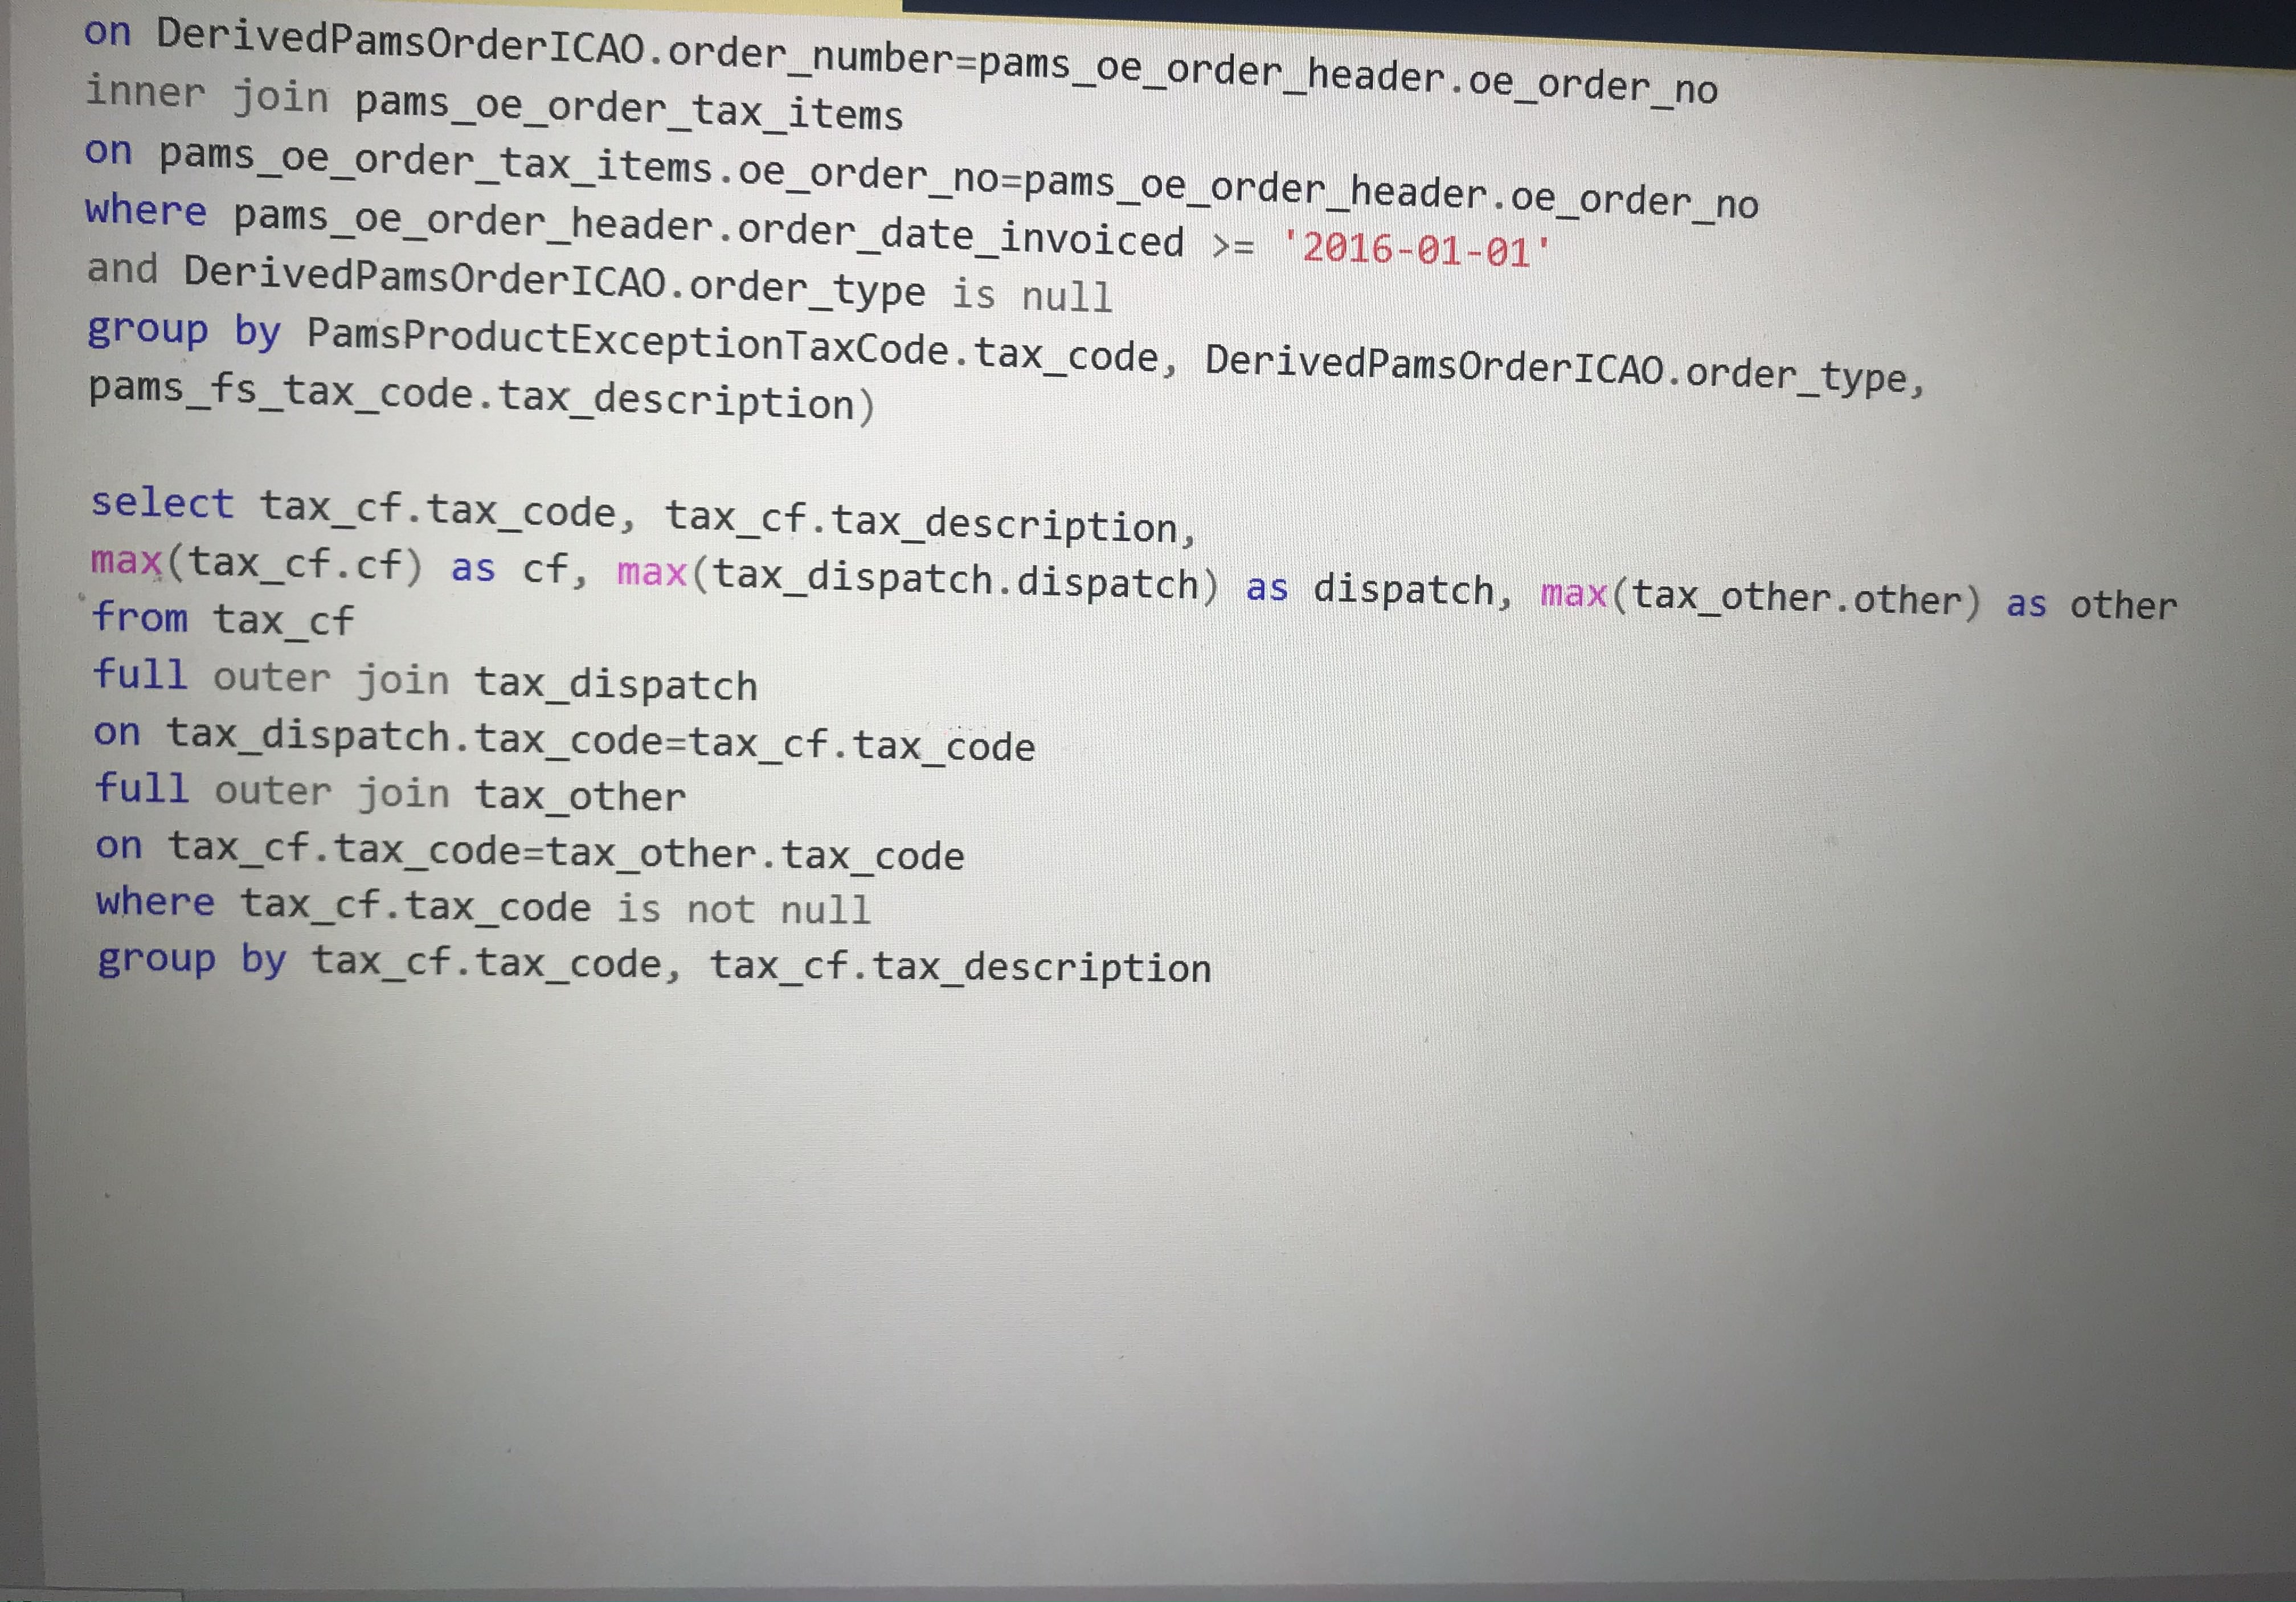 on DerivedPamsOrderICAO.order_number=pams_oe_order_header.oe_order_no
inner join pams_oe_order_tax_items
on pams_oe_order_tax_items.oe_order_no=pams_oe_order_header.oe_order_no
where pams_oe_order_header.order_date_invoiced >= '2016-01-01'
and DerivedPamsOrderICAO.order_type is null
group by PamsProductExceptionTaxCode.tax_code, DerivedPamsOrderICAO.order_type,
pams_fs_tax_code.tax_description)
select tax_cf.tax_code, tax_cf.tax_description,
max(tax_cf.cf) as cf, max(tax_dispatch.dispatch) as dispatch, max(tax_other.other) as other
from tax_cf
full outer join tax_dispatch
on tax_dispatch.tax_code=tax_cf.tax_code
full outer join tax_other
on tax_cf.tax_code=tax_other.tax_code
where tax_cf.tax_code is not null
group by tax_cf.tax_code, tax_cf.tax_description